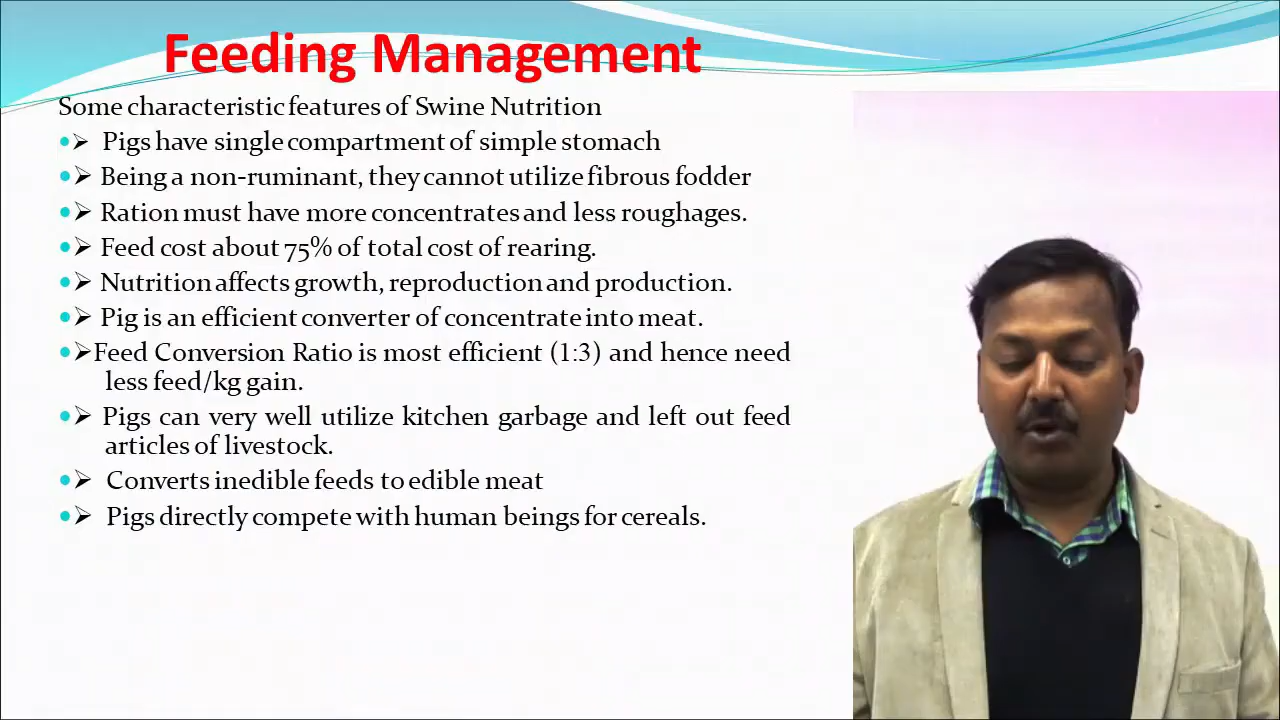 Feeding Management
Some characteristic features of Swine Nutrition
•➢ Pigs have single compartment of simple stomach
•➢ Being a non-ruminant, they cannot utilize fibrous fodder
•➢ Ration must have more concentrates and less roughages.
•➢ Feed cost about 75% of total cost of rearing.
•➢ Nutrition affects growth, reproduction and production.
•➢ Pig is an efficient converter of concentrate into meat.
•➢Feed Conversion Ratio is most efficient (1:3) and hence need
less feed/kg gain.
•➢ Pigs can very well utilize kitchen garbage and left out feed
articles of livestock.
•➢ Converts inedible feeds to edible meat
•➢ Pigs directly compete with human beings for cereals.